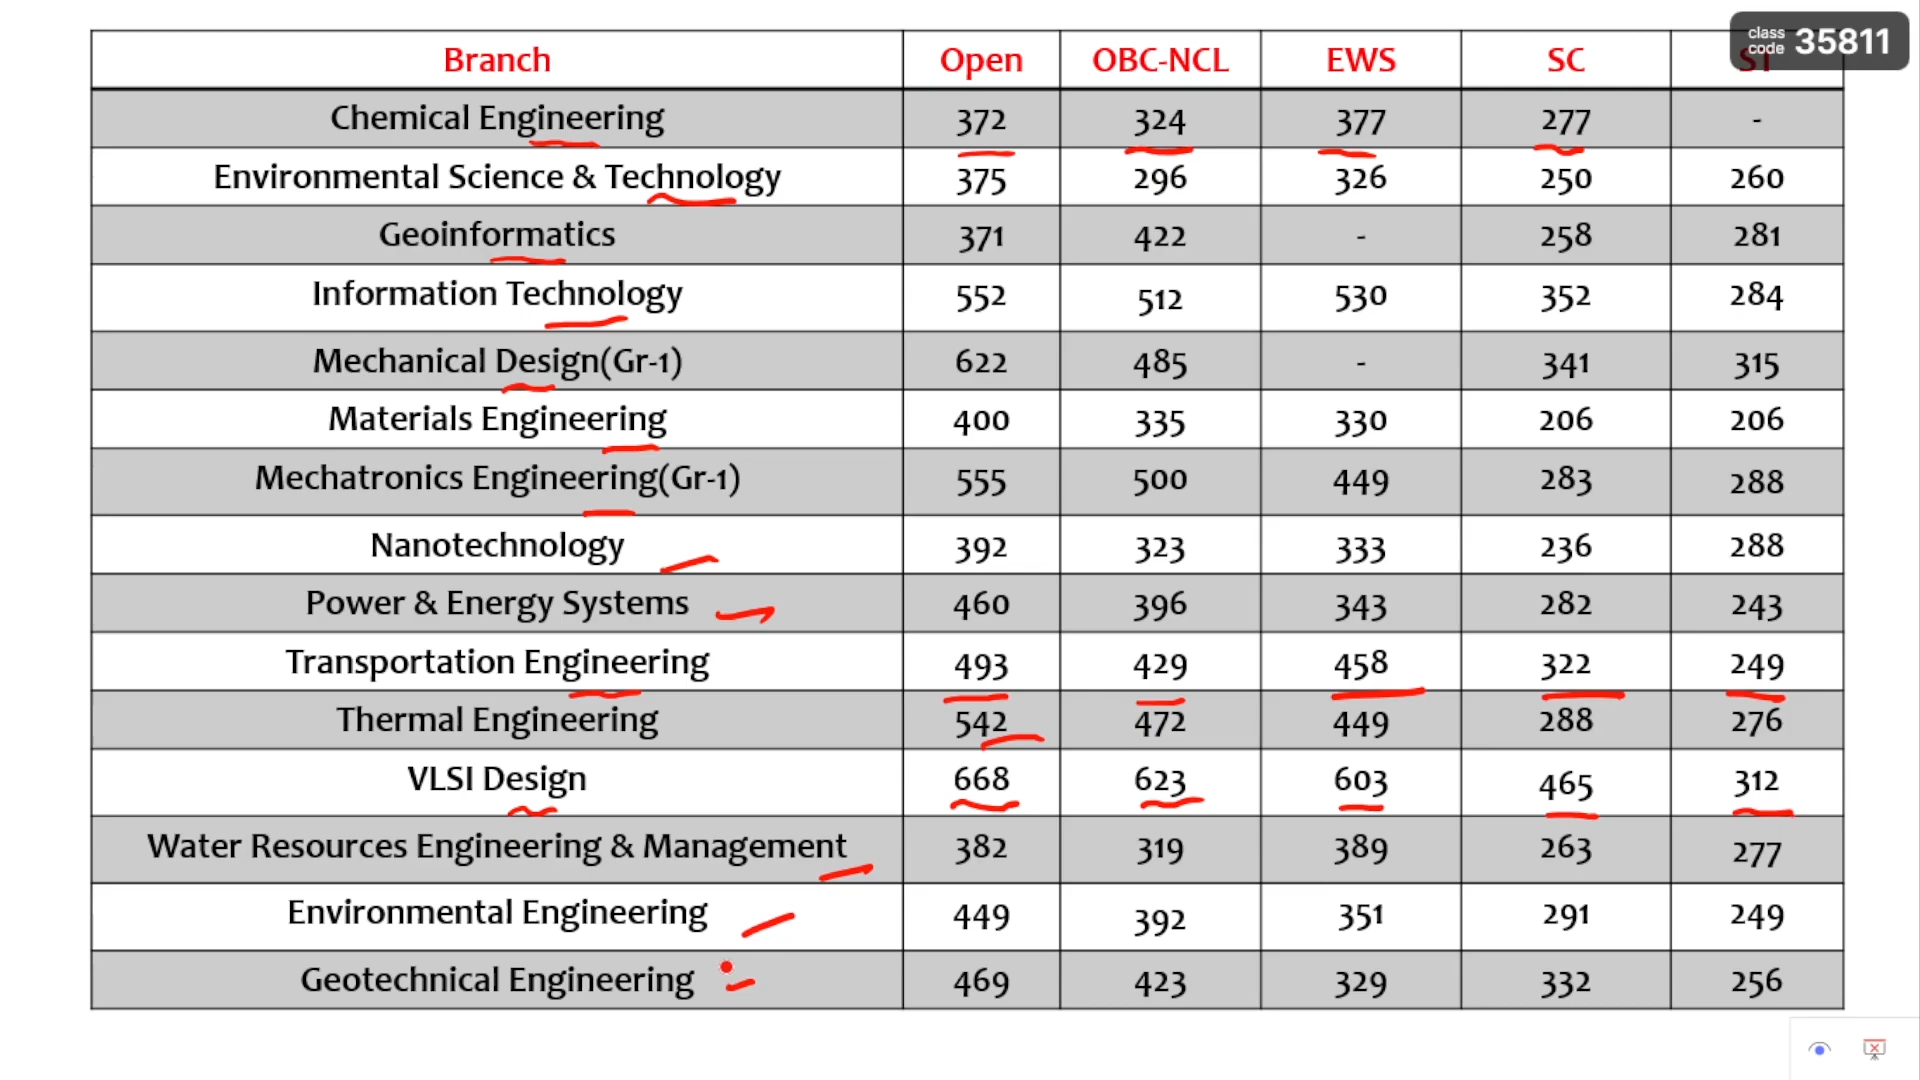 class code 35811
Branch Open OBC-NCL EWS SC ST
Chemical Engineering 372 324 377 277 -
Environmental Science & Technology 375 296 326 250 260
Geoinformatics 371 422 - 258 281
Information Technology 552 512 530 352 284
Mechanical Design(Gr-1) 622 485 - 341 315
Materials Engineering 400 335 330 206 206
Mechatronics Engineering(Gr-1) 555 500 449 283 288
Nanotechnology 392 323 333 236 288
Power & Energy Systems 460 396 343 282 243
Transportation Engineering 493 429 458 322 249
Thermal Engineering 542 472 449 288 276
VLSI Design 668 623 603 465 312
Water Resources Engineering & Management 382 319 389 263 277
Environmental Engineering 449 392 351 291 249
Geotechnical Engineering 469 423 329 332 256